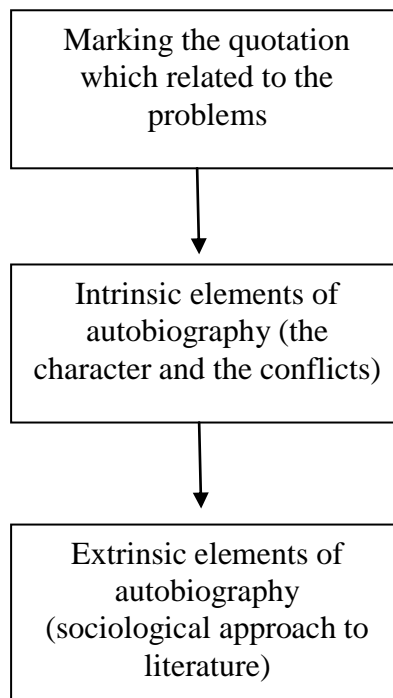 Marking the quotation
which related to the
problems
Intrinsic elements of
autobiography (the
character and the conflicts)
Extrinsic elements of
autobiography
(sociological approach to
literature)